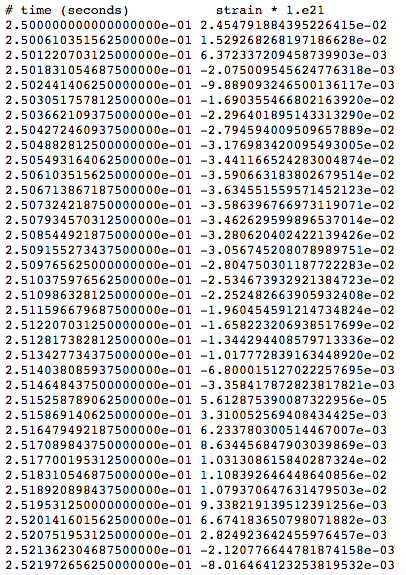 # time (seconds) strain * 1.e21
2.500000000000000000e-01 2.454791884395226415e-02
2.500610351562500000e-01 1.529268268197186628e-02
2.501220703125000000e-01 6.372337209458739903e-03
2.501831054687500000e-01 -2.075009545624776318e-03
2.502441406250000000e-01 -9.889093246500136117e-03
2.503051757812500000e-01 -1.690355466802163920e-02
2.503662109375000000e-01 -2.296401895143313290e-02
2.504272460937500000e-01 -2.794594009509657889e-02
2.504882812500000000e-01 -3.176983420095493005e-02
2.505493164062500000e-01 -3.441166524283004874e-02
2.506103515625000000e-01 -3.590663183802679514e-02
2.506713867187500000e-01 -3.634551559571452123e-02
2.507324218750000000e-01 -3.586396766973119071e-02
2.507934570312500000e-01 -3.462629599896537014e-02
2.508544921875000000e-01 -3.280620402422139426e-02
2.509155273437500000e-01 -3.056745208078989751e-02
2.509765625000000000e-01 -2.804750301187722283e-02
2.510375976562500000e-01 -2.534673932921384723e-02
2.510986328125000000e-01 -2.252482663905932408e-02
2.511596679687500000e-01 -1.960454591214734824e-02
2.512207031250000000e-01 -1.658223206938517699e-02
2.512817382812500000e-01 -1.344294408579713336e-02
2.513427734375000000e-01 -1.017772839163448920e-02
2.514038085937500000e-01 -6.800015127022257695e-03
2.514648437500000000e-01 -3.358417872823817821e-03
2.515258789062500000e-01 5.612875390087322956e-05
2.515869140625000000e-01 3.310052569408434425e-03
2.516479492187500000e-01 6.233780300514467007e-03
2.517089843750000000e-01 8.634456847903039869e-03
2.517700195312500000e-01 1.031308615840287324e-02
2.518310546875000000e-01 1.108392646448640856e-02
2.518920898437500000e-01 1.079370647631479503e-02
2.519531250000000000e-01 9.338219139512391256e-03
2.520141601562500000e-01 6.674183650798071882e-03
2.520751953125000000e-01 2.824923642455819532e-03
2.521362304687500000e-01 -2.120776644781874158e-03
2.521972656250000000e-01 -8.016464123253819763e-03